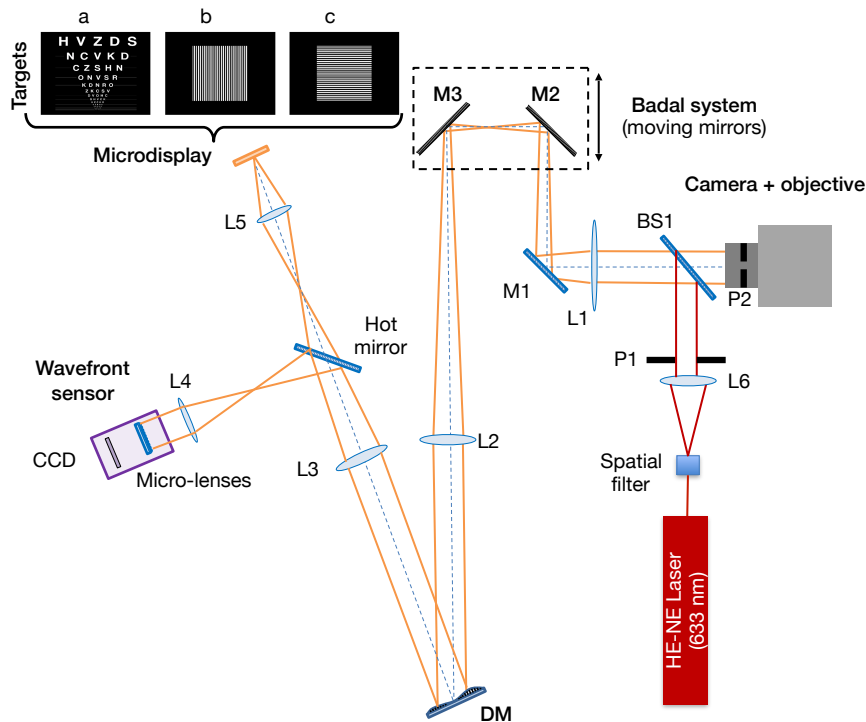 a
b
c
Targets
H V Z D S
N C V K D
C Z S H N
O N V S R
K D N R O
Z K C S V
D V O H C
Microdisplay
M3
M2
Badal system
(moving mirrors)
Camera + objective
L5
BS1
M1
L1
P2
Hot
mirror
P1
Wavefront
sensor
L4
L6
CCD
Micro-lenses
L3
L2
Spatial
filter
HE-NE Laser
(633 nm)
DM